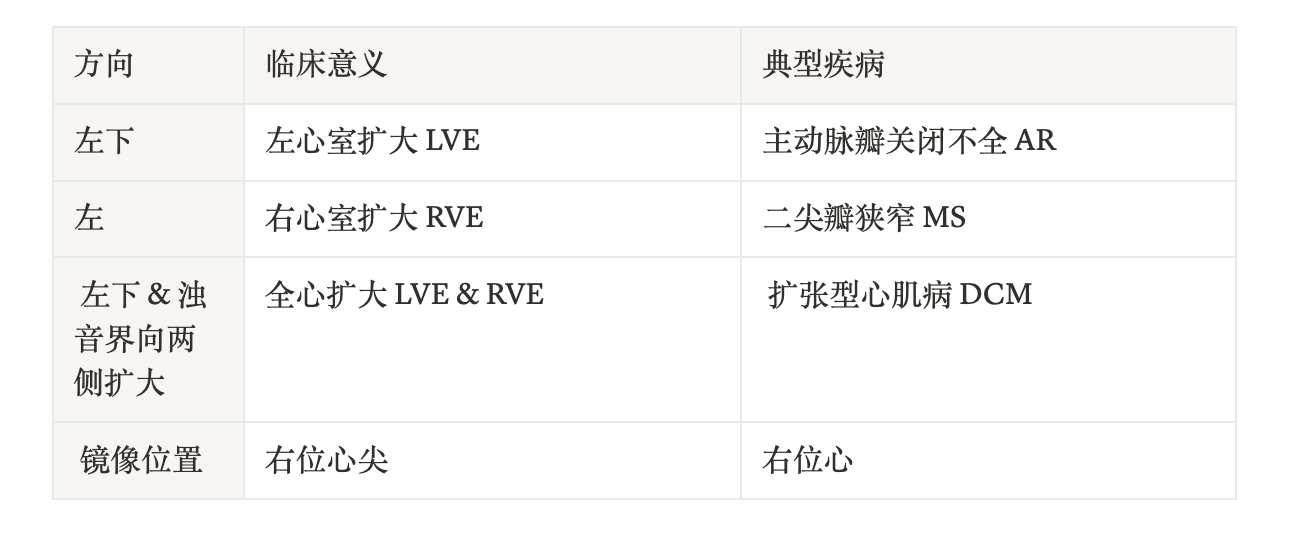 方向 临床意义 典型疾病
左下 左心室扩大 LVE 主动脉瓣关闭不全 AR
左 右心室扩大 RVE 二尖瓣狭窄 MS
左下 & 浊 全心扩大 LVE & RVE 扩张型心肌病 DCM
音界向两
侧扩大
镜像位置 右位心尖 右位心